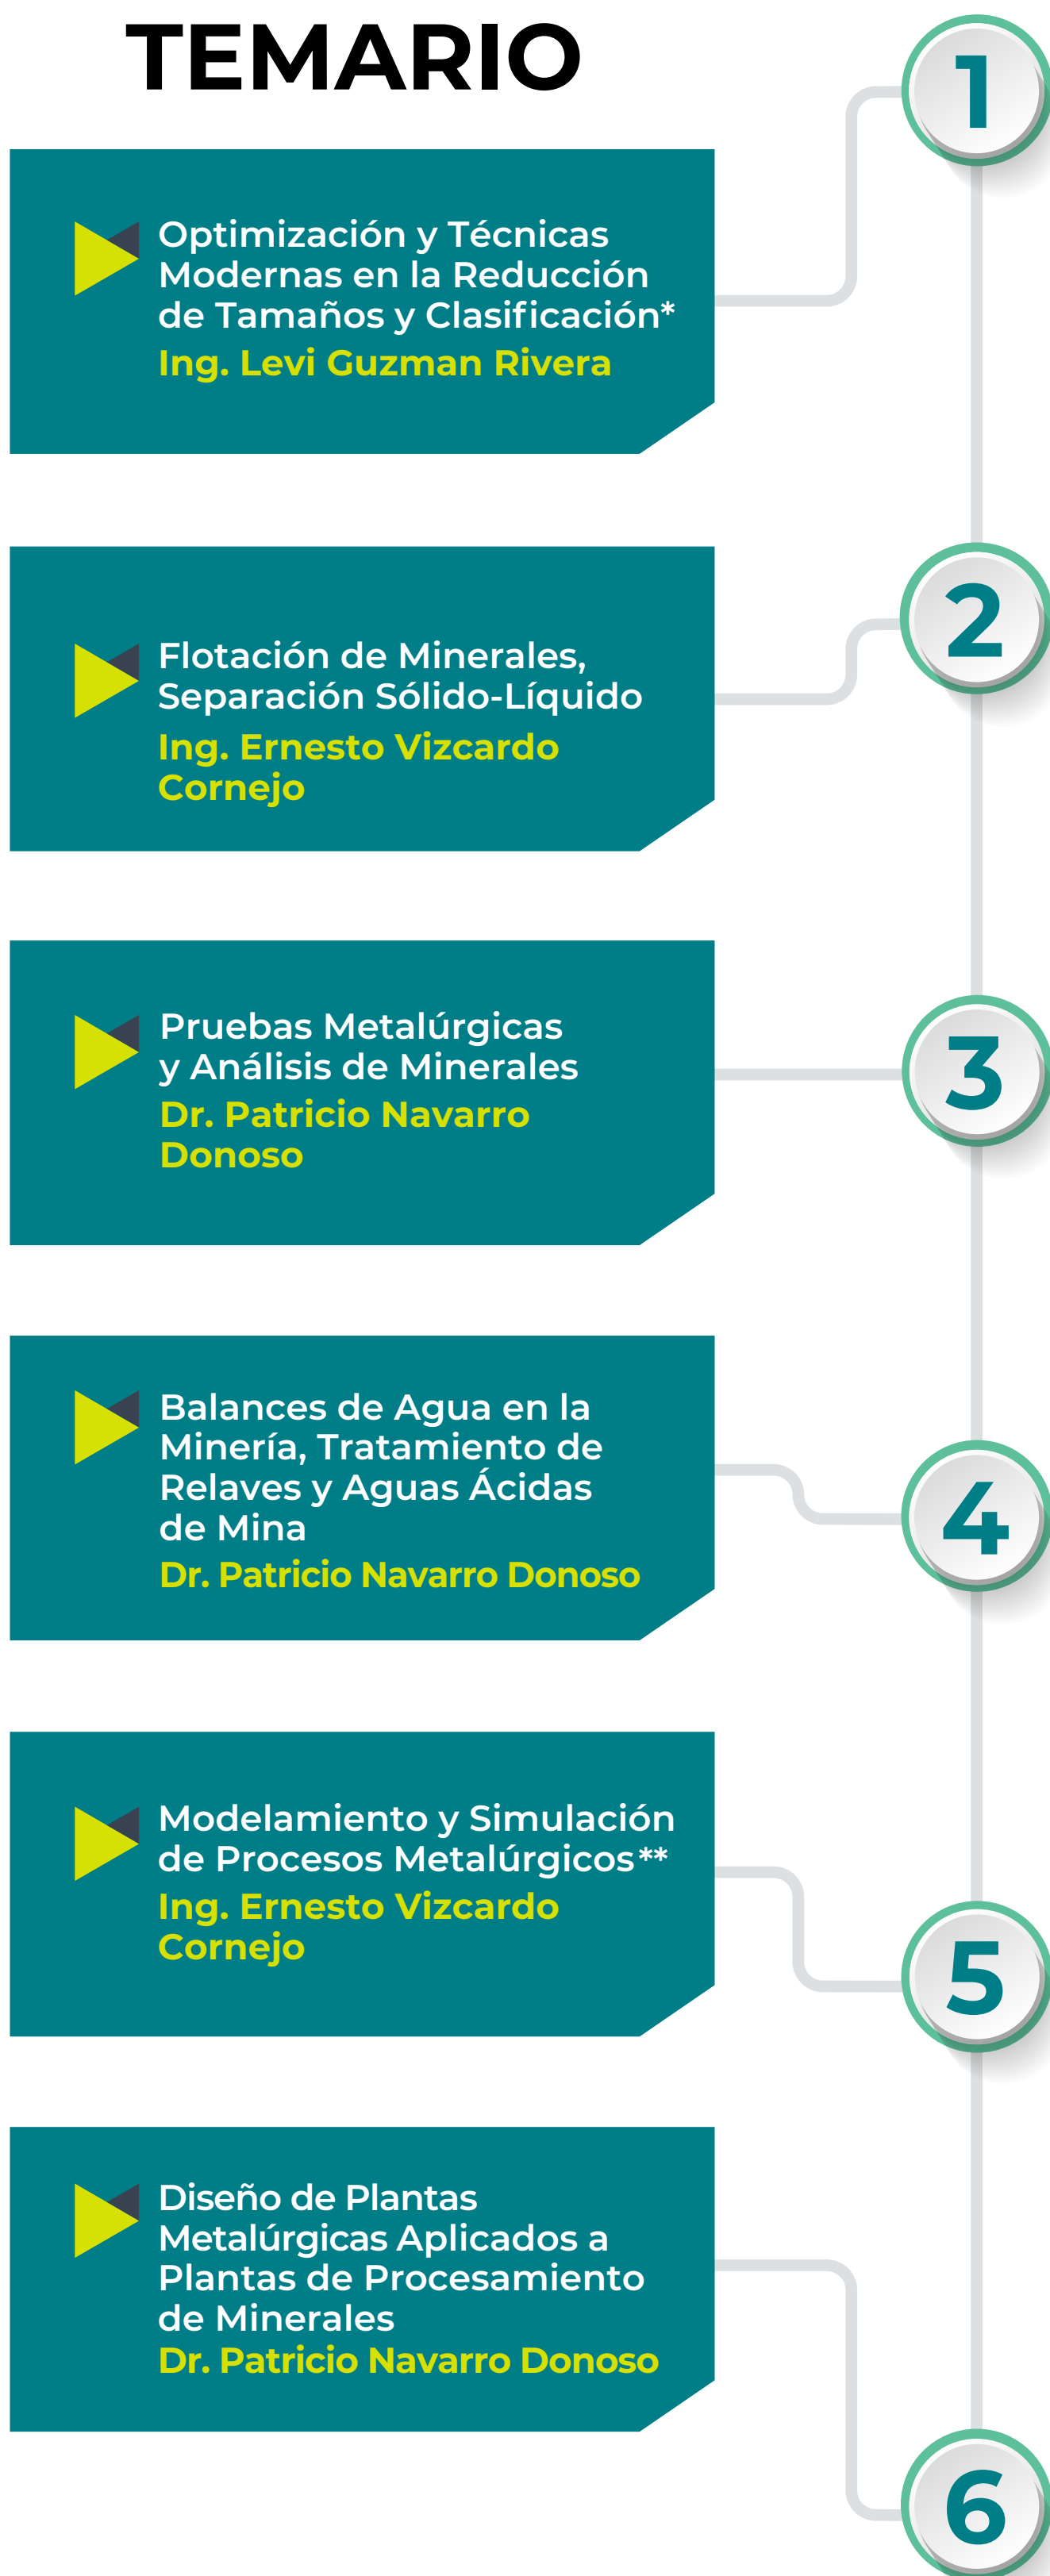 TEMARIO
1
Optimización y Técnicas
Modernas en la Reducción
de Tamaños y Clasificación*
Ing. Levi Guzman Rivera
2
Flotación de Minerales,
Separación Sólido-Líquido
Ing. Ernesto Vizcardo
Cornejo
3
Pruebas Metalúrgicas
y Análisis de Minerales
Dr. Patricio Navarro
Donoso
4
Balances de Agua en la
Minería, Tratamiento de
Relaves y Aguas Ácidas
de Mina
Dr. Patricio Navarro Donoso
5
Modelamiento y Simulación
de Procesos Metalúrgicos**
Ing. Ernesto Vizcardo
Cornejo
6
Diseño de Plantas
Metalúrgicas Aplicados a
Plantas de Procesamiento
de Minerales
Dr. Patricio Navarro Donoso